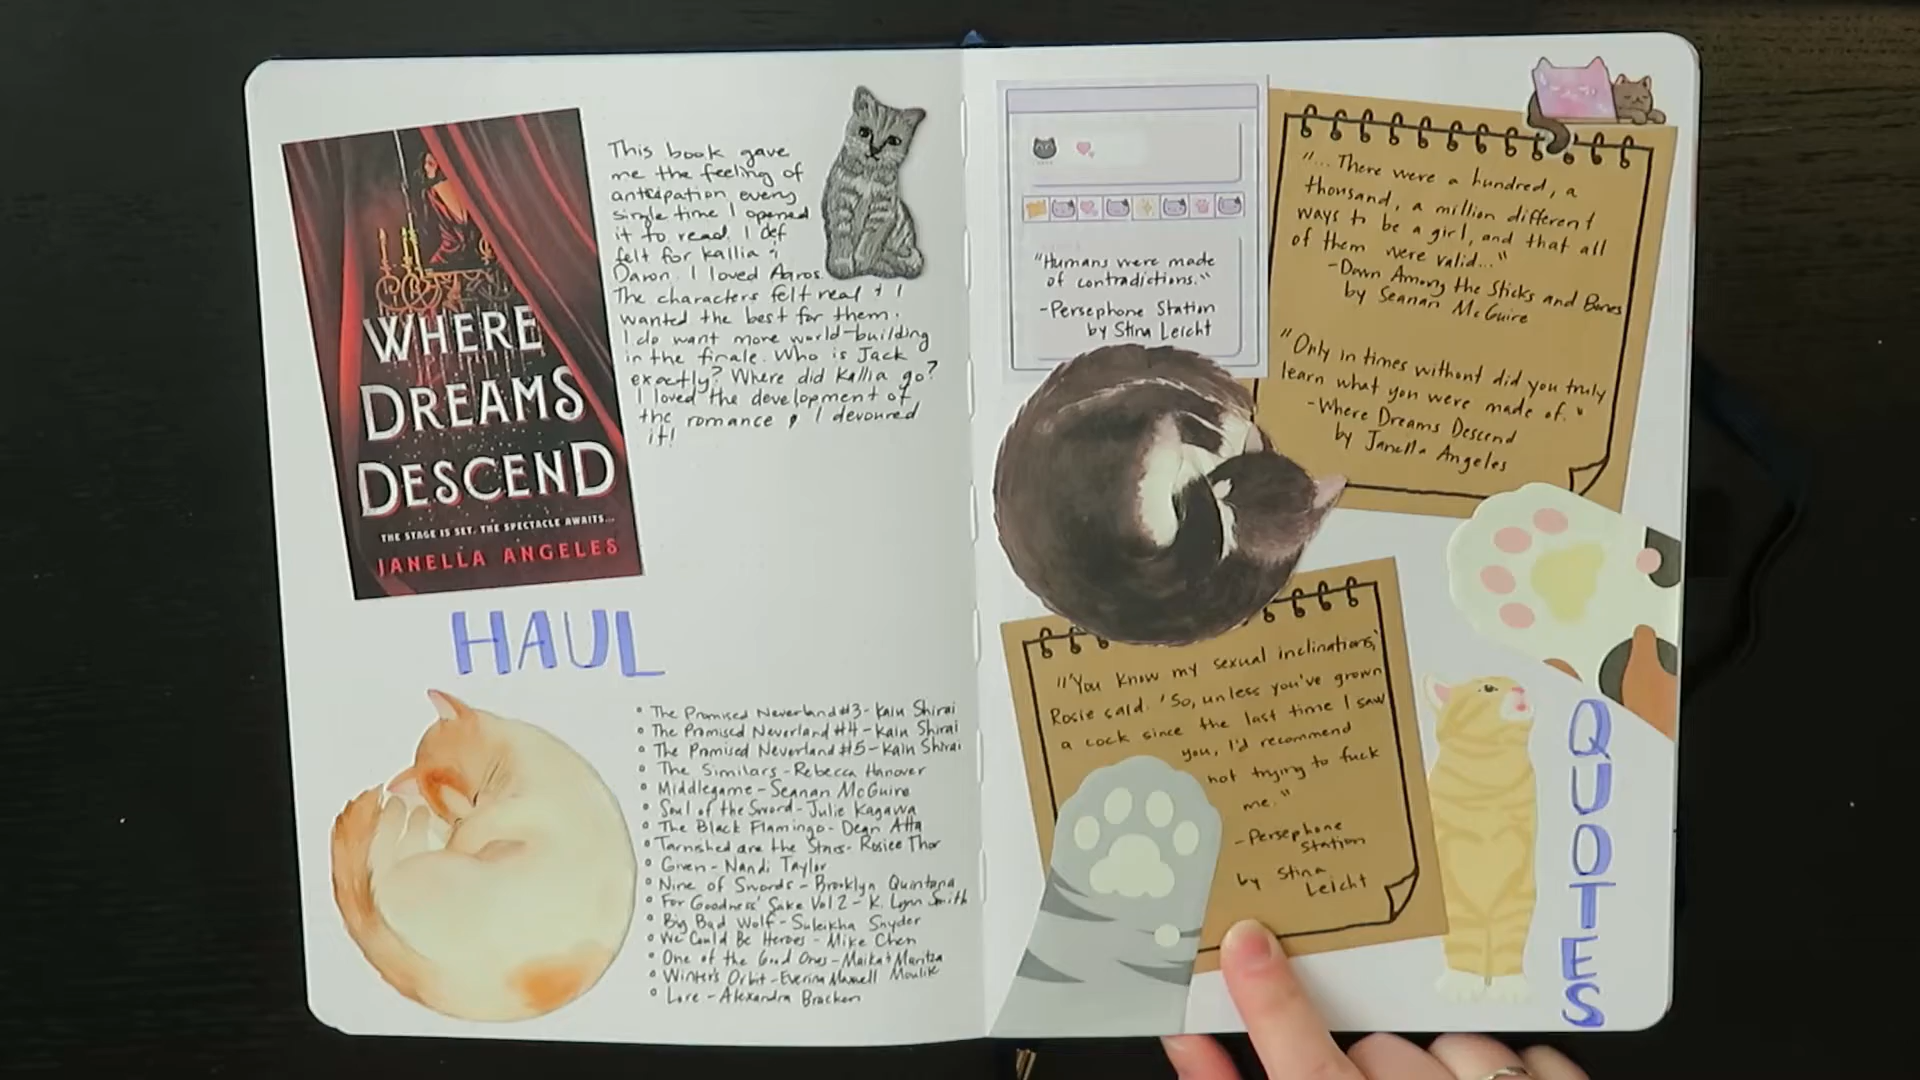 WHERE
DREAMS
DESCEND
THE STAGE IS SET. THE SPECTACLE AWAITS...
JANELLA ANGELES
This book gave
me the feeling of
anticipation every
single time I opened
it to read. I def
felt for Kallia &
Daron. I loved Aaros.
The characters felt real & I
wanted the best for them.
I do want more world-building
in the finale. Who is Jack
exactly? Where did Kallia go?
I loved the development of
the romance & I devoured
it!
HAUL
• The Promised Neverland #3 - Kaiu Shirai
• The Promised Neverland #4 - Kaiu Shirai
• The Promised Neverland #5 - Kaiu Shirai
• The Similars - Rebecca Hanover
• Middlegame - Seanan McGuire
• Soul of the Sword - Julie Kagawa
• The Black Flamingo - Dean Atta
• Tarnished are the Stars - Rosiee Thor
• Given - Nandi Taylor
• Nine of Swords - Brooklyn Quintana
• For Goodness' Sake Vol 2 - K. Lynn Smith
• Big Bad Wolf - Suleikha Snyder
• We Could Be Heroes - Mike Chen
• One of the Good Ones - Maika & Maritza
Moulite
• Winter's Orbit - Everina Maxwell
• Lore - Alexandra Bracken
"Humans were made
of contradictions."
-Persephone Station
by Stina Leicht
"...There were a hundred, a
thousand, a million different
ways to be a girl, and that all
of them were valid..."
-Down Among the Sticks and Bones
by Seanan McGuire
"Only in times without did you truly
learn what you were made of."
-Where Dreams Descend
by Janella Angeles
"'You know my sexual inclinations,'
Rosie said. 'So, unless you've grown
a cock since the last time I saw
you, I'd recommend
not trying to fuck
me."
-Persephone
Station
by Stina
Leicht
QUOTES